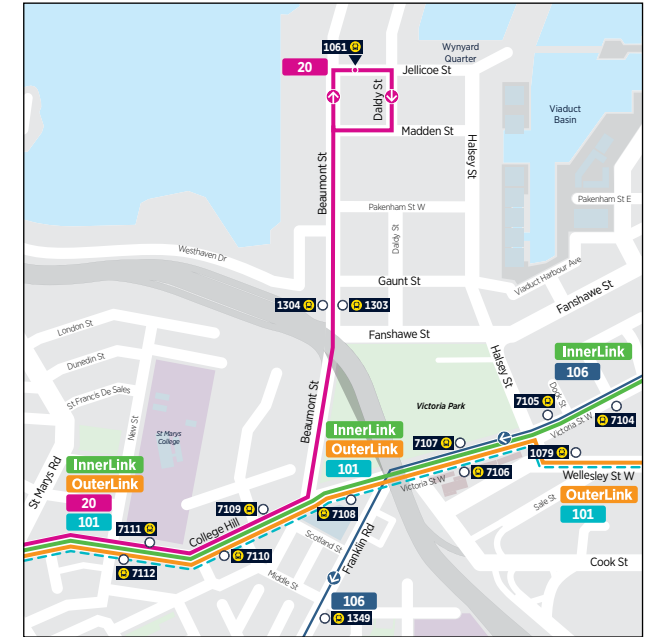 1061
Wynyard
Quarter
20
Jellicoe St
Daldy St
Viaduct
Basin
Madden St
Halsey St
Beaumont St
Pakenham St E
Pakenham St W
Daldy St
Westhaven Dr
Viaduct Harbour Ave
Gaunt St
Fanshawe St
1304
1303
London St
Fanshawe St
Halsey St
InnerLink
106
Dunedin St
St Francis De Sales
Dock St
7105
Victoria Park
7104
Beaumont St
New St
St Marys
College
InnerLink
OuterLink
101
Victoria St W
7107
1079
St Marys Rd
InnerLink
OuterLink
20
101
7106
Wellesley St W
Victoria St W
OuterLink
101
Sale St
7109
7108
7111
College Hill
Scotland St
Franklin Rd
7110
7112
Cook St
Middle St
106
1349